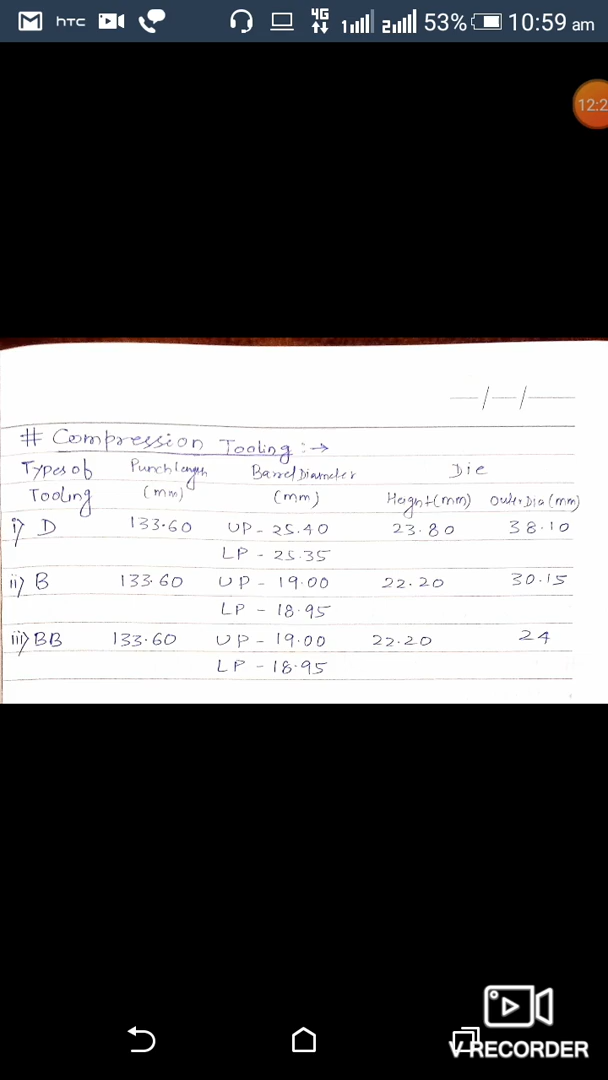 htc 4G 1 2 53% 10:59 am
12:2
—/—/—
# Compression Tooling :→
Types of Punch length Barrel Diameter Die
Tooling (mm) (mm) Height (mm) Outer Dia (mm)
i) D 133.60 UP - 25.40 23.80 38.10
LP - 25.35
ii) B 133.60 UP - 19.00 22.20 30.15
LP - 18.95
iii) BB 133.60 UP - 19.00 22.20 24
LP - 18.95
V RECORDER